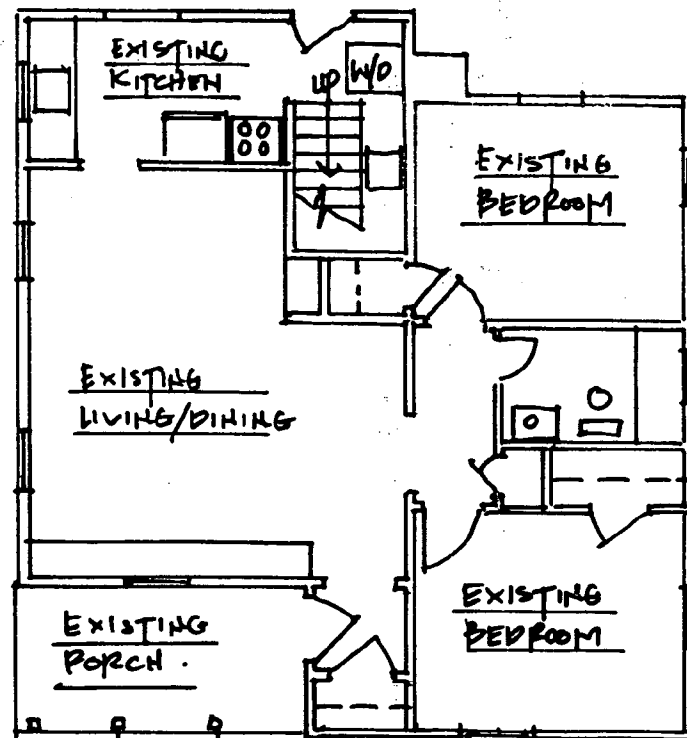 EXISTING
KITCHEN
UP
W/D
EXISTING
BEDROOM
EXISTING
LIVING/DINING
EXISTING
BEDROOM
EXISTING
PORCH.